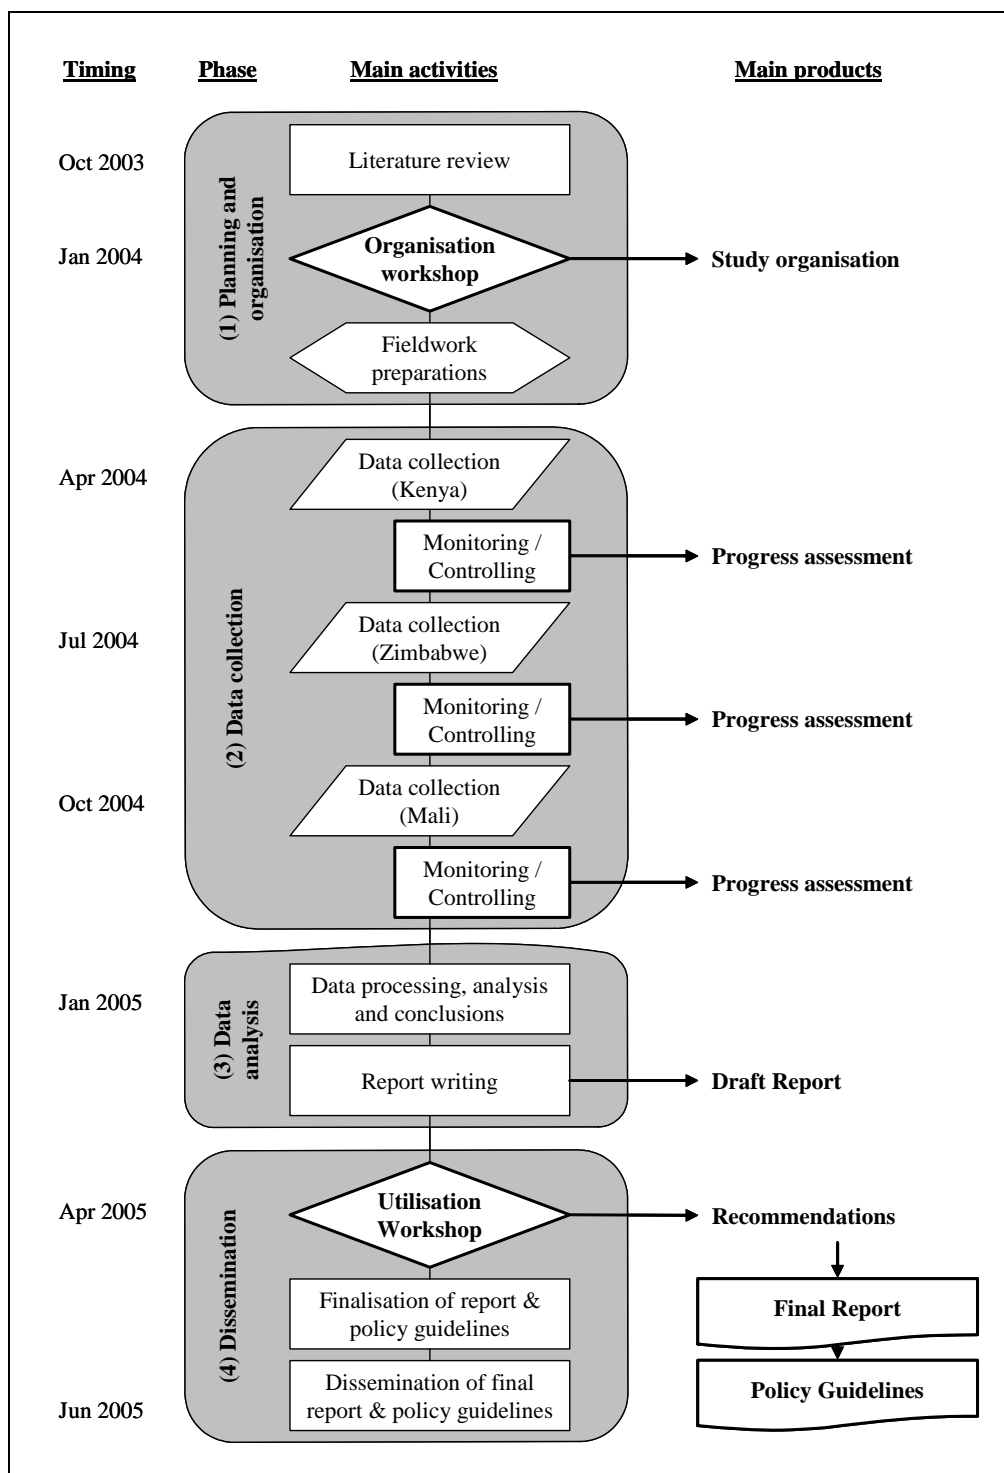 Timing Phase Main activities Main products
Oct 2003
Literature review
(1) Planning and
organisation
Jan 2004
Organisation
workshop
Study organisation
Fieldwork
preparations
(2) Data collection
Apr 2004
Data collection
(Kenya)
Monitoring /
Controlling
Progress assessment
Jul 2004
Data collection
(Zimbabwe)
Monitoring /
Controlling
Progress assessment
Oct 2004
Data collection
(Mali)
Monitoring /
Controlling
Progress assessment
(3) Data
analysis
Jan 2005
Data processing, analysis
and conclusions
Report writing
Draft Report
(4) Dissemination
Apr 2005
Utilisation
Workshop
Recommendations
Finalisation of report &
policy guidelines
Final Report
Jun 2005
Dissemination of final
report & policy guidelines
Policy Guidelines